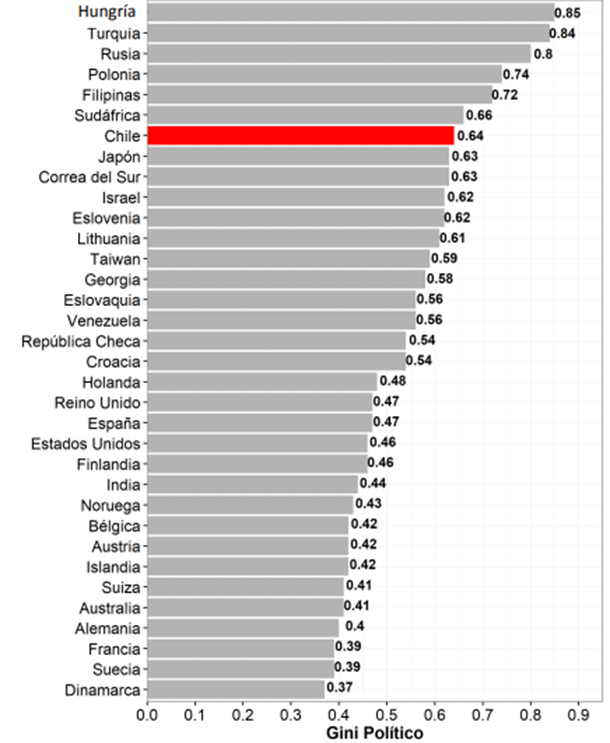 Hungría 0.85
Turquia 0.84
Rusia 0.8
Polonia 0.74
Filipinas 0.72
Sudáfrica 0.66
Chile 0.64
Japón 0.63
Correa del Sur 0.63
Israel 0.62
Eslovenia 0.62
Lithuania 0.61
Taiwan 0.59
Georgia 0.58
Eslovaquia 0.56
Venezuela 0.56
República Checa 0.54
Croacia 0.54
Holanda 0.48
Reino Unido 0.47
España 0.47
Estados Unidos 0.46
Finlandia 0.46
India 0.44
Noruega 0.43
Bélgica 0.42
Austria 0.42
Islandia 0.42
Suiza 0.41
Australia 0.41
Alemania 0.4
Francia 0.39
Suecia 0.39
Dinamarca 0.37
0.0 0.1 0.2 0.3 0.4 0.5 0.6 0.7 0.8 0.9
Gini Político